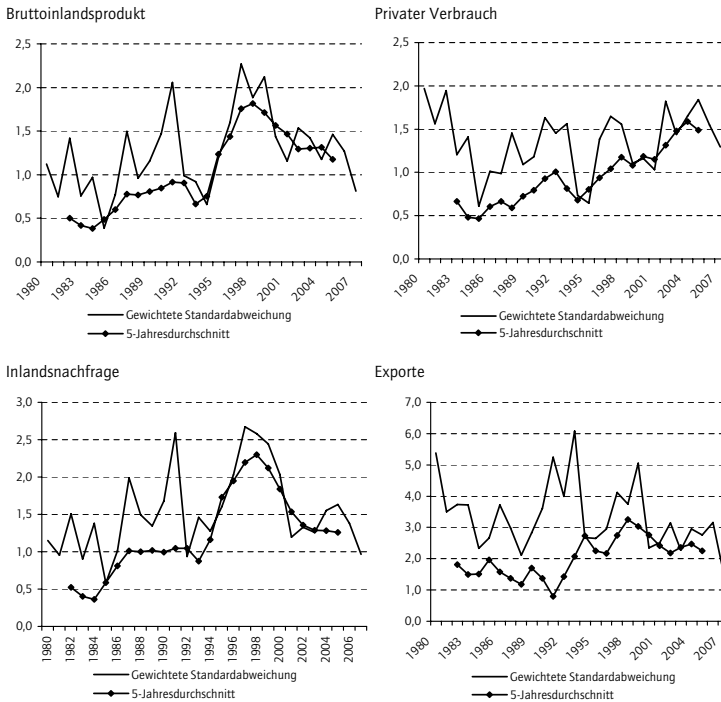 Bruttoinlandsprodukt
2,5
2,0
1,5
1,0
0,5
0,0
1980 1983 1986 1989 1992 1995 1998 2001 2004 2007
Gewichtete Standardabweichung
5-Jahresdurchschnitt
Privater Verbrauch
2,5
2,0
1,5
1,0
0,5
0,0
1980 1983 1986 1989 1992 1995 1998 2001 2004 2007
Gewichtete Standardabweichung
5-Jahresdurchschnitt
Inlandsnachfrage
3,0
2,5
2,0
1,5
1,0
0,5
0,0
1980 1982 1984 1986 1988 1990 1992 1994 1996 1998 2000 2002 2004 2006
Gewichtete Standardabweichung
5-Jahresdurchschnitt
Exporte
7,0
6,0
5,0
4,0
3,0
2,0
1,0
0,0
1980 1983 1986 1989 1992 1995 1998 2001 2004 2007
Gewichtete Standardabweichung
5-Jahresdurchschnitt